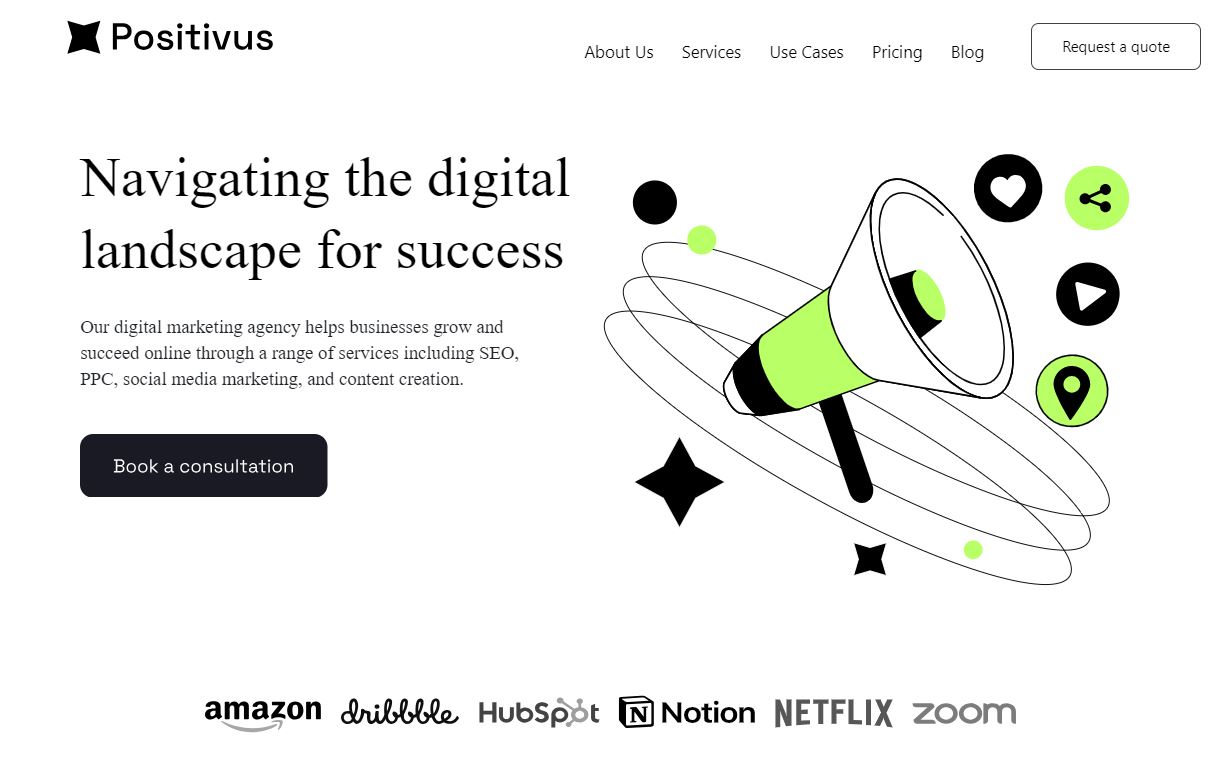 Positivus
About Us Services Use Cases Pricing Blog Request a quote
Navigating the digital
landscape for success
Our digital marketing agency helps businesses grow and
succeed online through a range of services including SEO,
PPC, social media marketing, and content creation.
Book a consultation
amazon dribbble HubSpot N Notion NETFLIX zoom